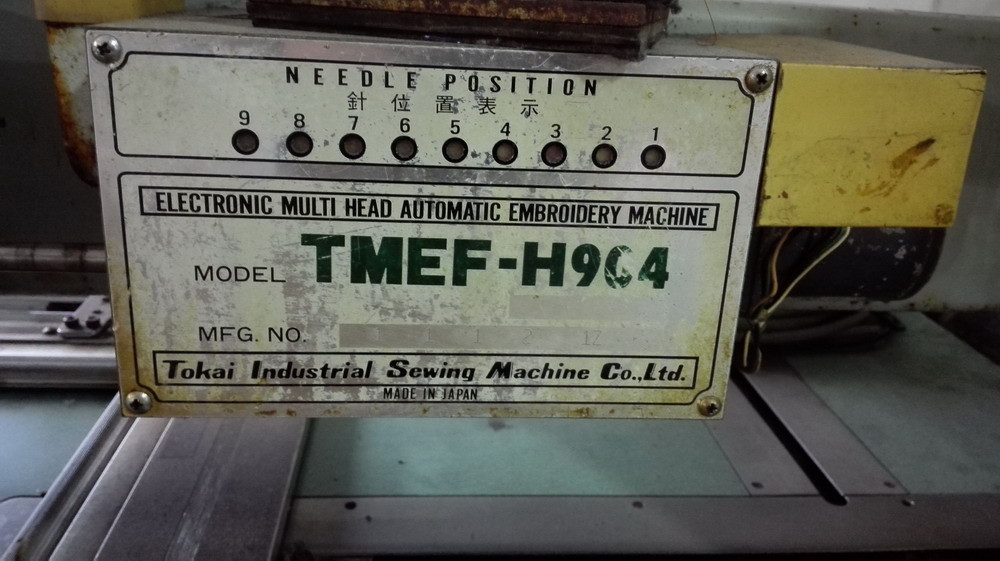 NEEDLE POSITION
針位置表示
9 8 7 6 5 4 3 2 1
ELECTRONIC MULTI HEAD AUTOMATIC EMBROIDERY MACHINE
MODEL TMEF-H904
MFG. NO.
Tokai Industrial Sewing Machine Co.,Ltd.
MADE IN JAPAN